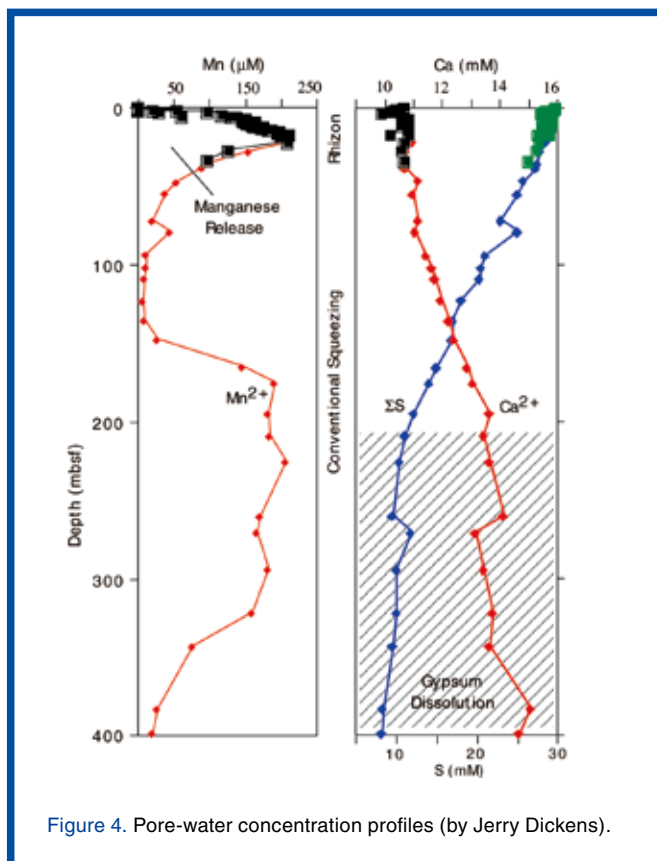 Mn (µM)
50
150
250
Ca (mM)
10
12
14
16
0
100
200
300
400
Depth (mbsf)
Manganese
Release
Mn2+
Rhizon
Conventional Squeezing
ΣS
Ca2+
Gypsum
Dissolution
10
20
30
S (mM)
Figure 4. Pore-water concentration profiles (by Jerry Dickens).